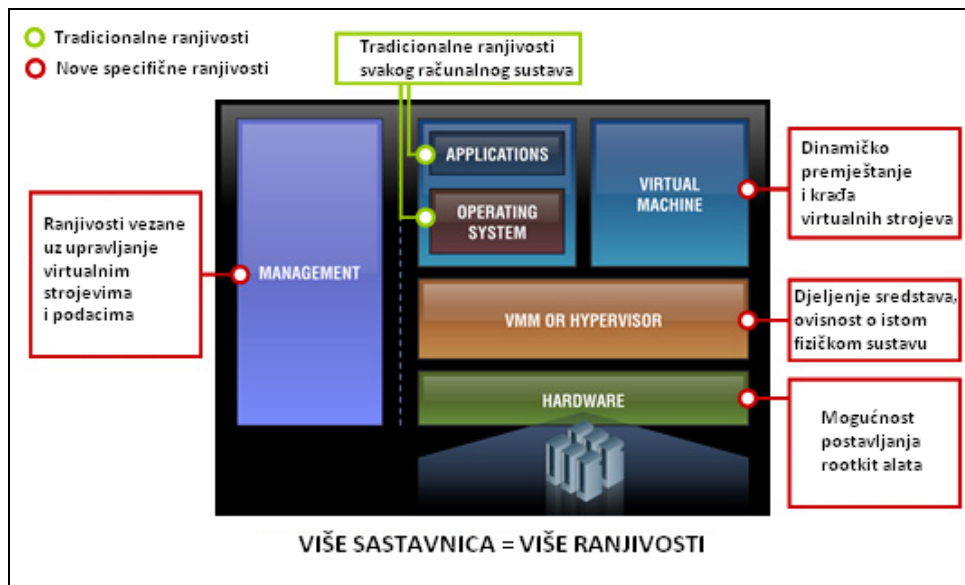 Tradicionalne ranjivosti
Nove specifične ranjivosti
Tradicionalne ranjivosti
svakog računalnog sustava
Ranjivosti vezane
uz upravljanje
virtualnim
strojevima
i podacima
MANAGEMENT
APPLICATIONS
OPERATING
SYSTEM
VIRTUAL
MACHINE
VMM OR HYPERVISOR
HARDWARE
Dinamičko
premještanje
i krađa
virtualnih strojeva
Djeljenje sredstava,
ovisnost o istom
fizičkom sustavu
Mogućnost
postavljanja
rootkit alata
VIŠE SASTAVNICA = VIŠE RANJIVOSTI